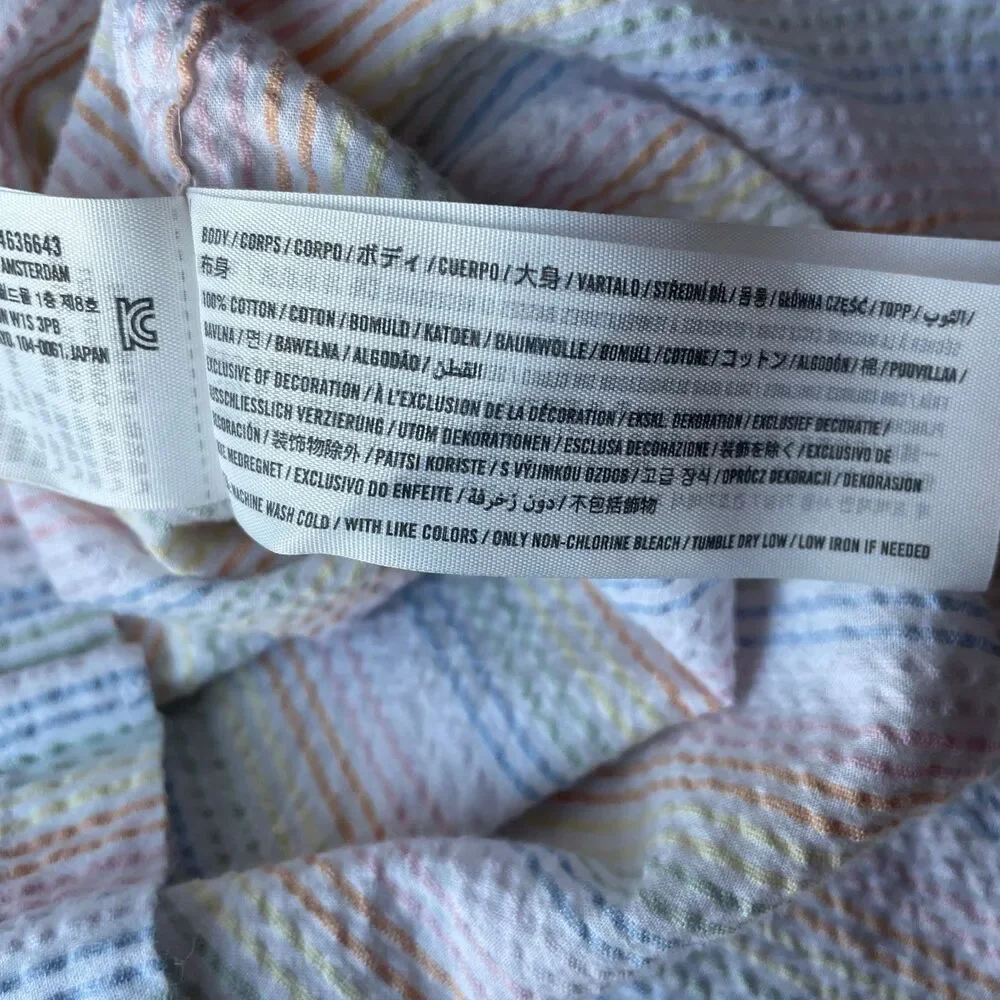 4636643
AMSTERDAM
1층 제8호
N W1S 3PB
104-0061, JAPAN
BODY / CORPS / CORPO / ボディ / CUERPO / 大身 / VARTALO / STŘEDNÍ DÍL / 몸통 / GŁÓWNA CZĘŚĆ / TOPP / الثوب /
布身
100% COTTON / COTON / BOMULD / KATOEN / BAUMWOLLE / BOMULL / COTONE / コットン / ALGODÓN / 棉 / PUUVILLAA /
BAVLNA / 면 / BAWEŁNA / ALGODÃO / القطن
EXCLUSIVE OF DECORATION / À L'EXCLUSION DE LA DÉCORATION / EKSKL. DEKORATION / EXCLUSIEF DECORATIE /
AUSSCHLIESSLICH VERZIERUNG / UTOM DEKORATIONEN / ESCLUSA DECORAZIONE / 装飾を除く / EXCLUSIVO DE
DECORACIÓN / 装饰物除外 / PAITSI KORISTE / S VÝJIMKOU OZDOB / 고급 장식 / OPRÓCZ DEKORACJI / DEKORASJON
MEDREGNET / EXCLUSIVO DO ENFEITE / دون زخرفة / 不包括飾物
MACHINE WASH COLD / WITH LIKE COLORS / ONLY NON-CHLORINE BLEACH / TUMBLE DRY LOW / LOW IRON IF NEEDED